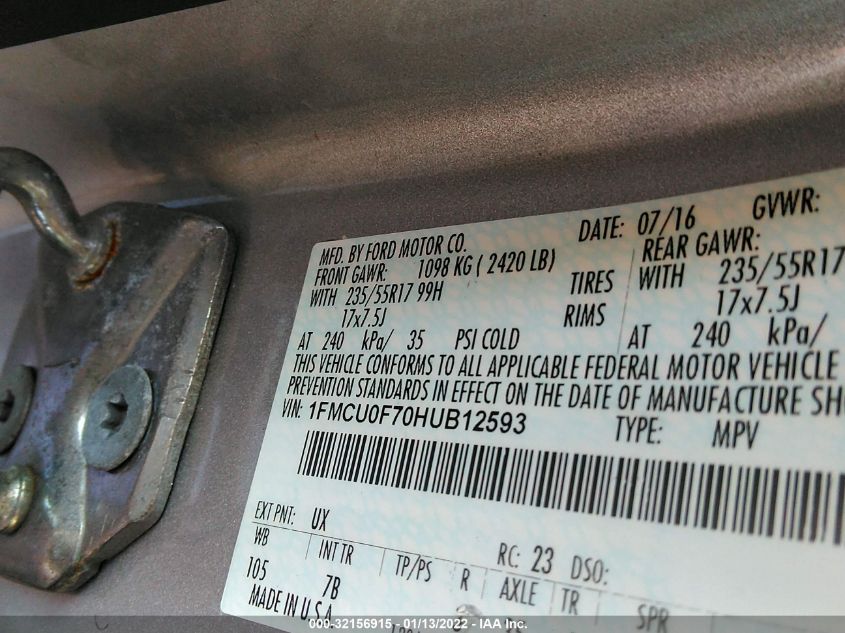 MFD. BY FORD MOTOR CO. DATE: 07/16 GVWR:
FRONT GAWR: 1098 KG ( 2420 LB) REAR GAWR:
WITH 235/55R17 99H TIRES WITH 235/55R17
17x7.5J RIMS 17x7.5J
AT 240 kPa/ 35 PSI COLD AT 240 kPa/
THIS VEHICLE CONFORMS TO ALL APPLICABLE FEDERAL MOTOR VEHICLE
PREVENTION STANDARDS IN EFFECT ON THE DATE OF MANUFACTURE SH
VIN: 1FMCU0F70HUB12593 TYPE: MPV
EXT PNT: UX RC: 23 DSO:
WB INT TR TP/PS R AXLE TR SPR
105 7B
MADE IN U.S.A.
000-32156915 - 01/13/2022 - IAA Inc.